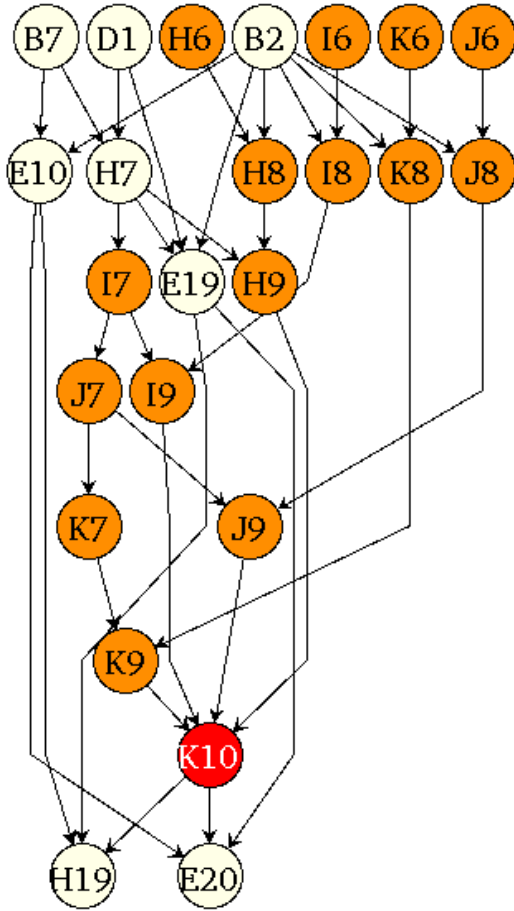 B7 D1 H6 B2 I6 K6 J6
E10 H7 H8 I8 K8 J8
I7 E19 H9
J7 I9
K7 J9
K9
K10
H19 E20